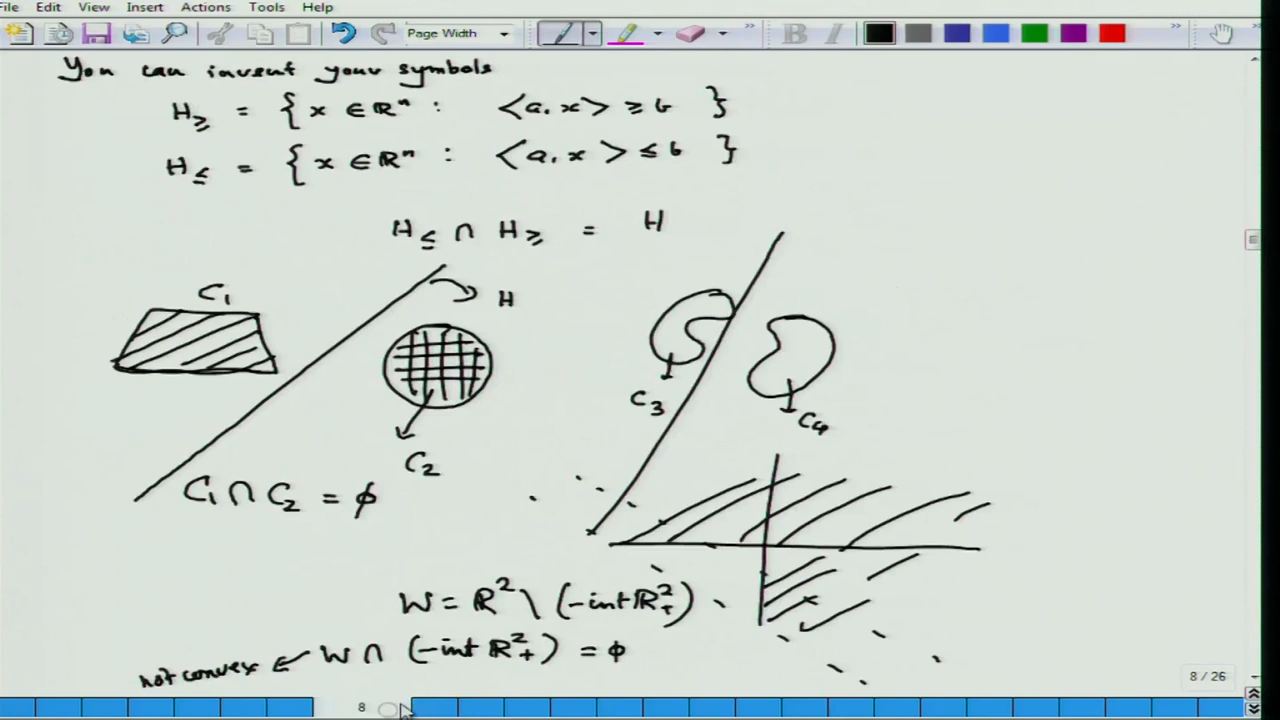 File Edit View Insert Actions Tools Help
Page Width
B I
You can invent your symbols
H≥ = { x ∈ ℝⁿ : <a, x> ≥ b }
H≤ = { x ∈ ℝⁿ : <a, x> ≤ b }
H≤ ∩ H≥ = H
C₁
H
C₂
C₃
C₄
C₁ ∩ C₂ = ϕ
W = ℝ² \ (-int ℝ²₊)
not convex ← W ∩ (-int ℝ²₊) = ϕ
8 / 26
8